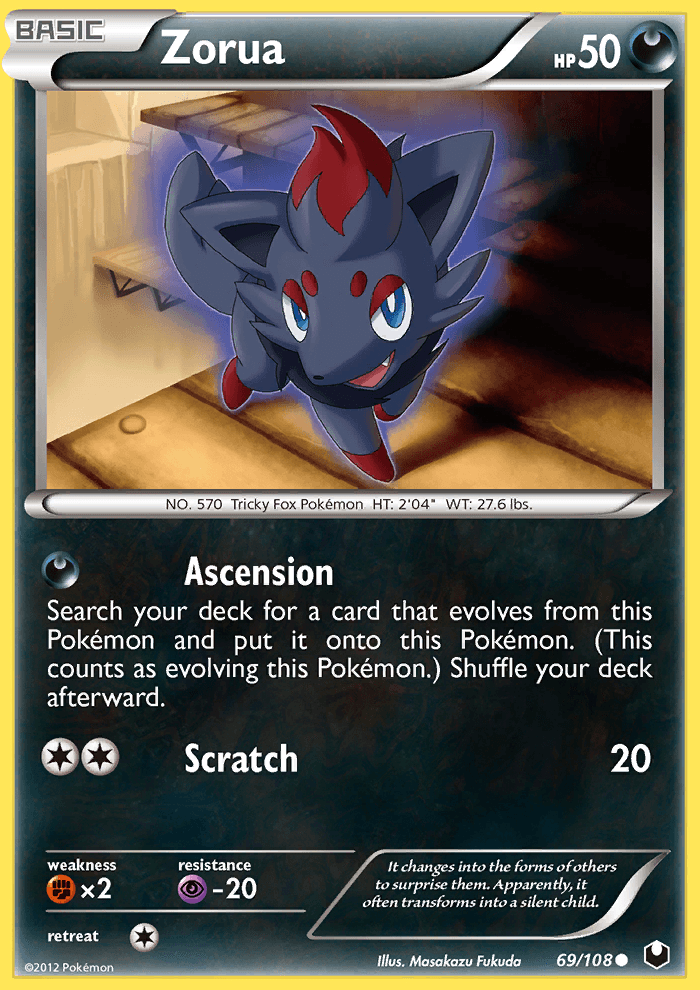 BASIC
Zorua
HP50
NO. 570 Tricky Fox Pokémon HT: 2'04" WT: 27.6 lbs.
Ascension
Search your deck for a card that evolves from this
Pokémon and put it onto this Pokémon. (This
counts as evolving this Pokémon.) Shuffle your deck
afterward.
Scratch 20
weakness resistance
×2 -20
It changes into the forms of others
to surprise them. Apparently, it
often transforms into a silent child.
retreat
©2012 Pokémon
Illus. Masakazu Fukuda 69/108